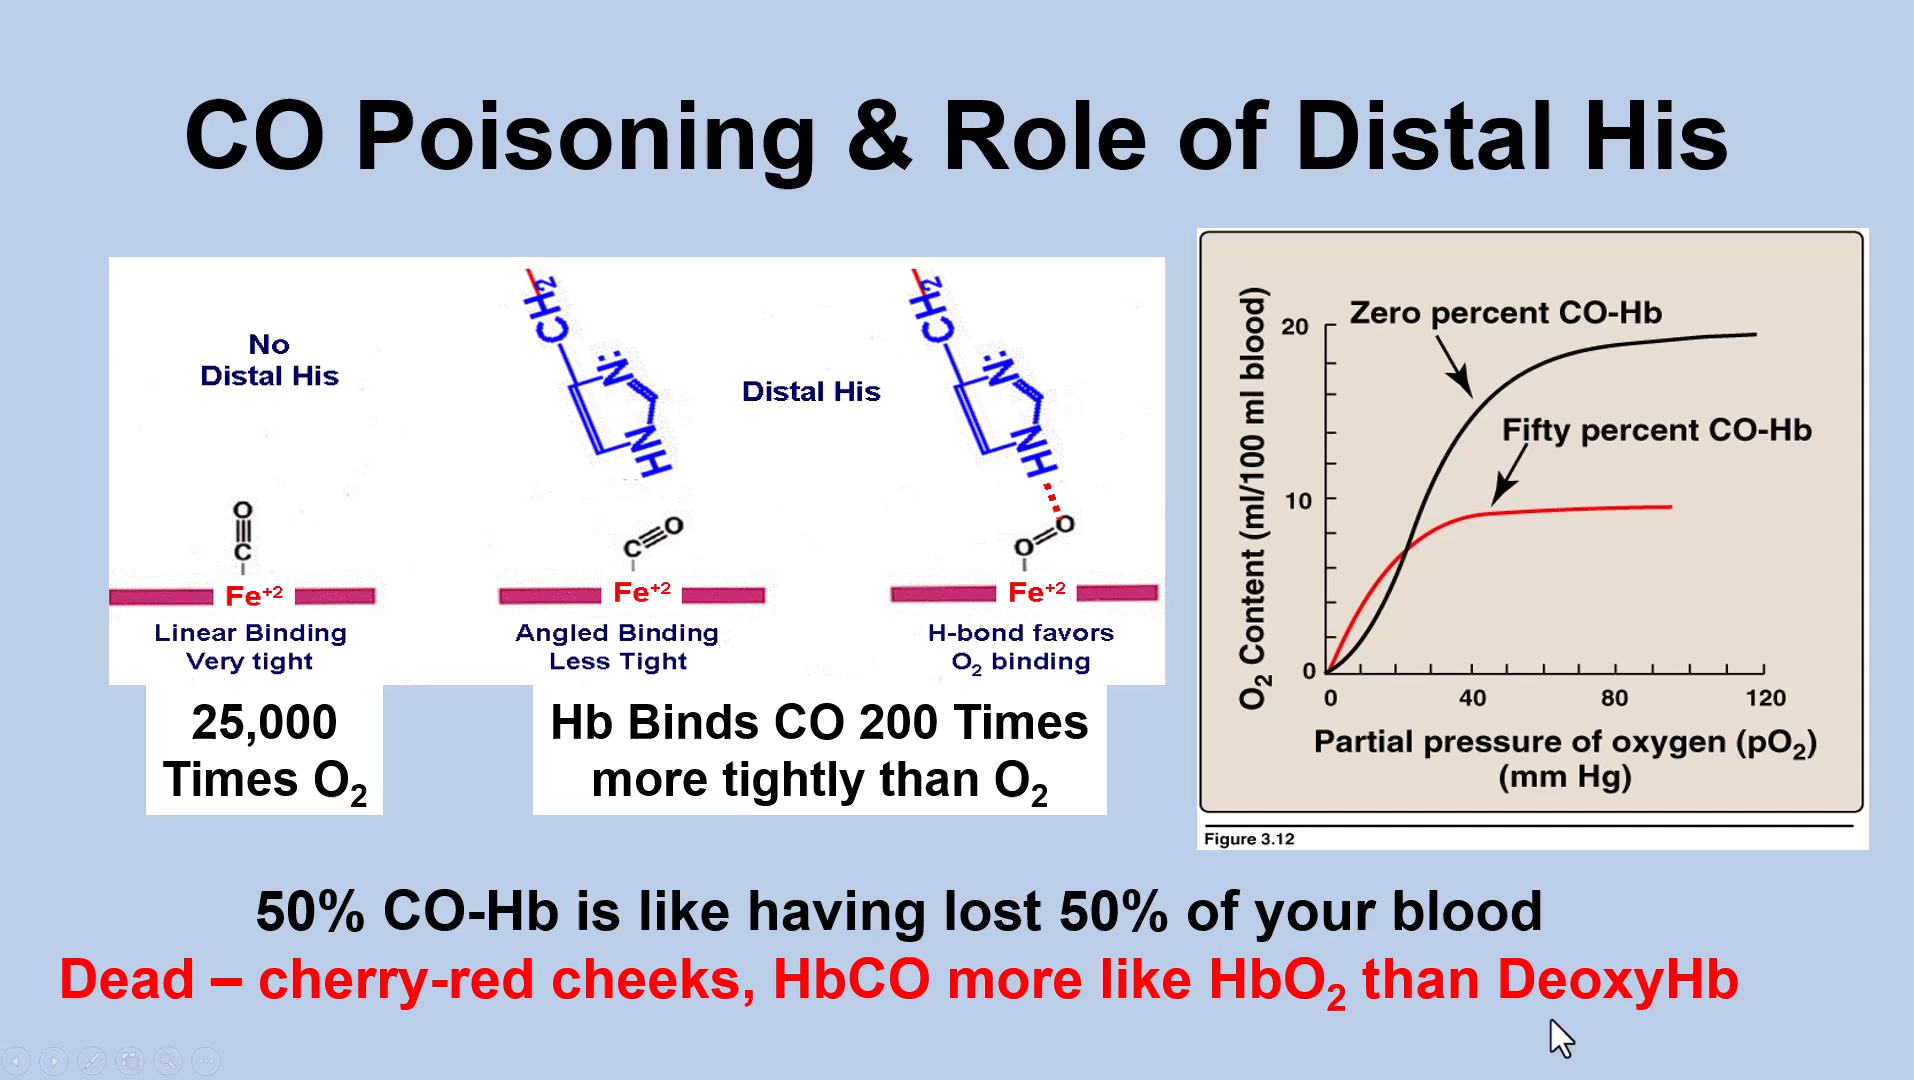 CO Poisoning & Role of Distal His
No
Distal His
O
C
Fe+2
Linear Binding
Very tight
CH2
N:
NH
C
O
Fe+2
Angled Binding
Less Tight
Distal His
CH2
N:
NH
O
O
Fe+2
H-bond favors
O2 binding
25,000
Times O2
Hb Binds CO 200 Times
more tightly than O2
O2 Content (ml/100 ml blood)
20
10
0
Zero percent CO-Hb
Fifty percent CO-Hb
0 40 80 120
Partial pressure of oxygen (pO2)
(mm Hg)
Figure 3.12
50% CO-Hb is like having lost 50% of your blood
Dead – cherry-red cheeks, HbCO more like HbO2 than DeoxyHb